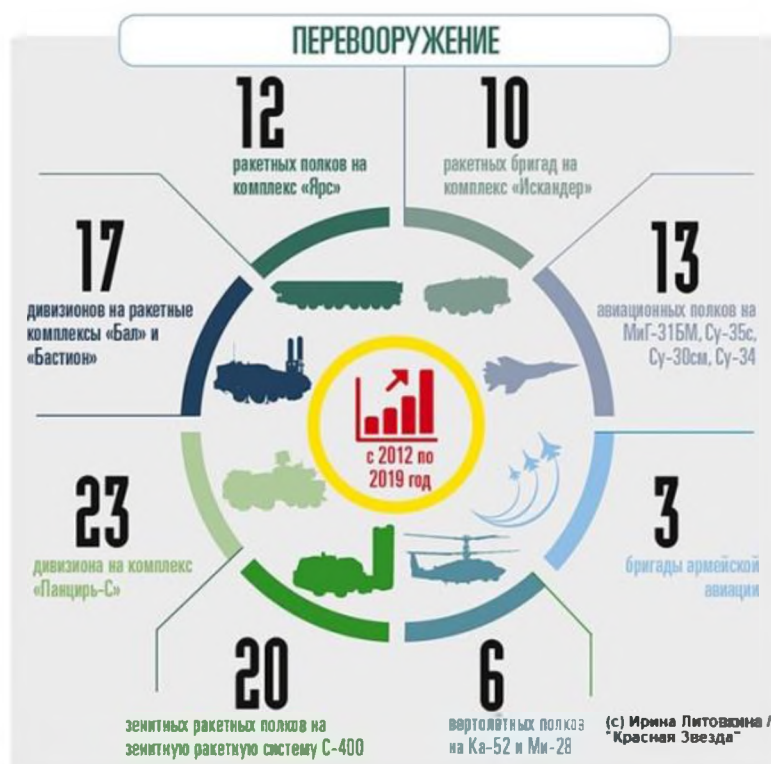 ПЕРЕВООРУЖЕНИЕ
12
ракетных полков на
комплекс «Ярс»
10
ракетных бригад на
комплекс «Искандер»
17
дивизионов на ракетные
комплексы «Бал» и
«Бастион»
13
авиационных полков на
МиГ-31БМ, Су-35с,
Су-30см, Су-34
с 2012 по
2019 год
23
дивизиона на комплекс
«Панцирь-С»
3
бригады армейской
авиации
20
зенитных ракетных полков на
зенитную ракетную систему С-400
6
вертолётных полков
на Ка-52 и Ми-28
(с) Ирина Литовкина /
"Красная Звезда"